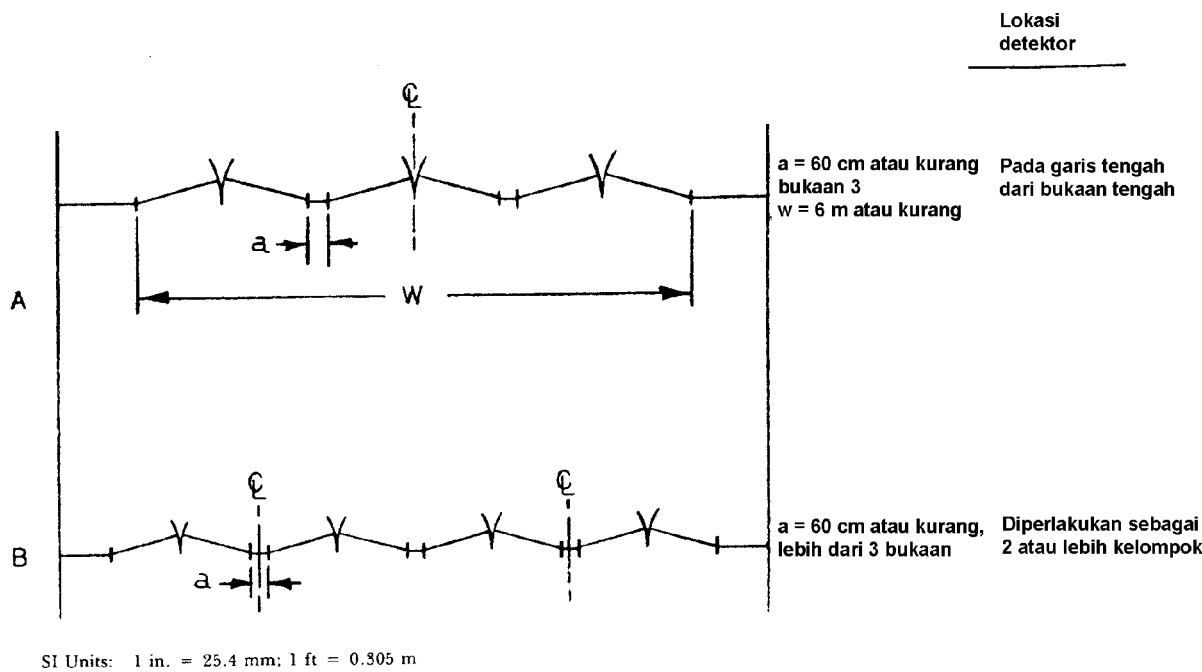 Lokasi
detektor
℄
a = 60 cm atau kurang
bukaan 3
w = 6 m atau kurang
Pada garis tengah
dari bukaan tengah
a
A
W
℄
℄
a = 60 cm atau kurang,
lebih dari 3 bukaan
Diperlakukan sebagai
2 atau lebih kelompok
B
a
SI Units: 1 in. = 25.4 mm; 1 ft = 0.305 m